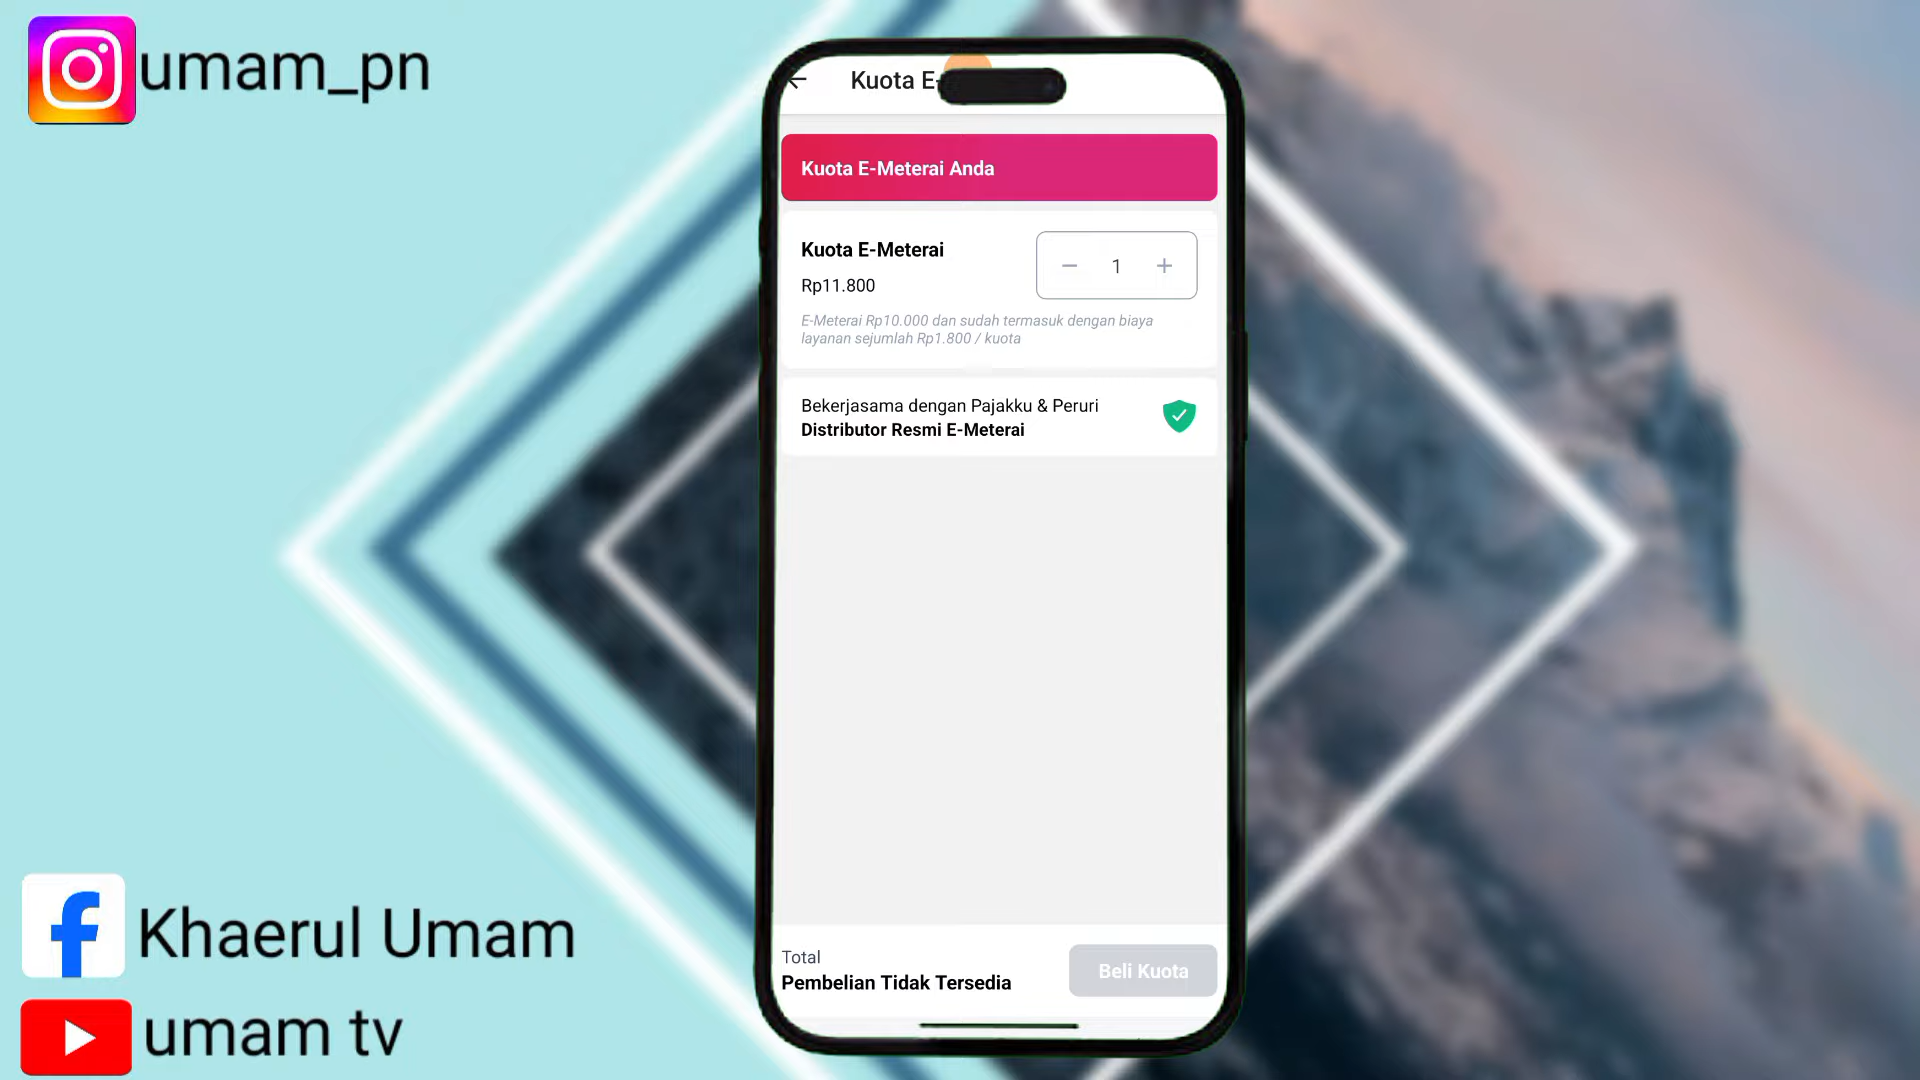 umam_pn
Kuota E-
Kuota E-Meterai Anda
Kuota E-Meterai
1
Rp11.800
E-Meterai Rp10.000 dan sudah termasuk dengan biaya
layanan sejumlah Rp1.800 / kuota
Bekerjasama dengan Pajakku & Peruri
Distributor Resmi E-Meterai
Total
Pembelian Tidak Tersedia
Beli Kuota
Khaerul Umam
umam tv